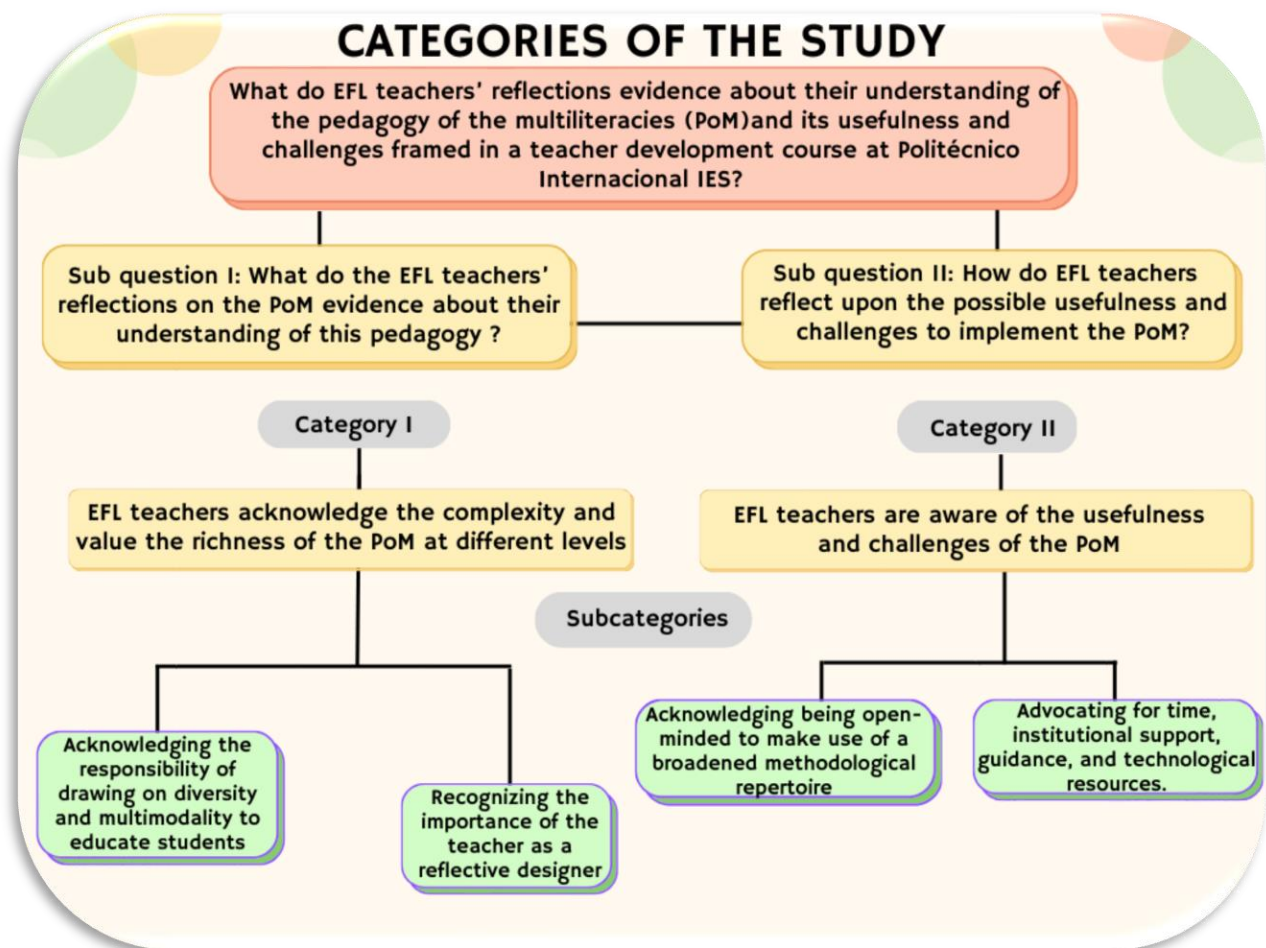 CATEGORIES OF THE STUDY
What do EFL teachers' reflections evidence about their understanding of
the pedagogy of the multiliteracies (PoM)and its usefulness and
challenges framed in a teacher development course at Politécnico
Internacional IES?
Sub question I: What do the EFL teachers'
reflections on the PoM evidence about their
understanding of this pedagogy ?
Sub question II: How do EFL teachers
reflect upon the possible usefulness and
challenges to implement the PoM?
Category I
Category II
EFL teachers acknowledge the complexity and
value the richness of the PoM at different levels
EFL teachers are aware of the usefulness
and challenges of the PoM
Subcategories
Acknowledging the
responsibility of
drawing on diversity
and multimodality to
educate students
Recognizing the
importance of the
teacher as a
reflective designer
Acknowledging being open-
minded to make use of a
broadened methodological
repertoire
Advocating for time,
institutional support,
guidance, and technological
resources.